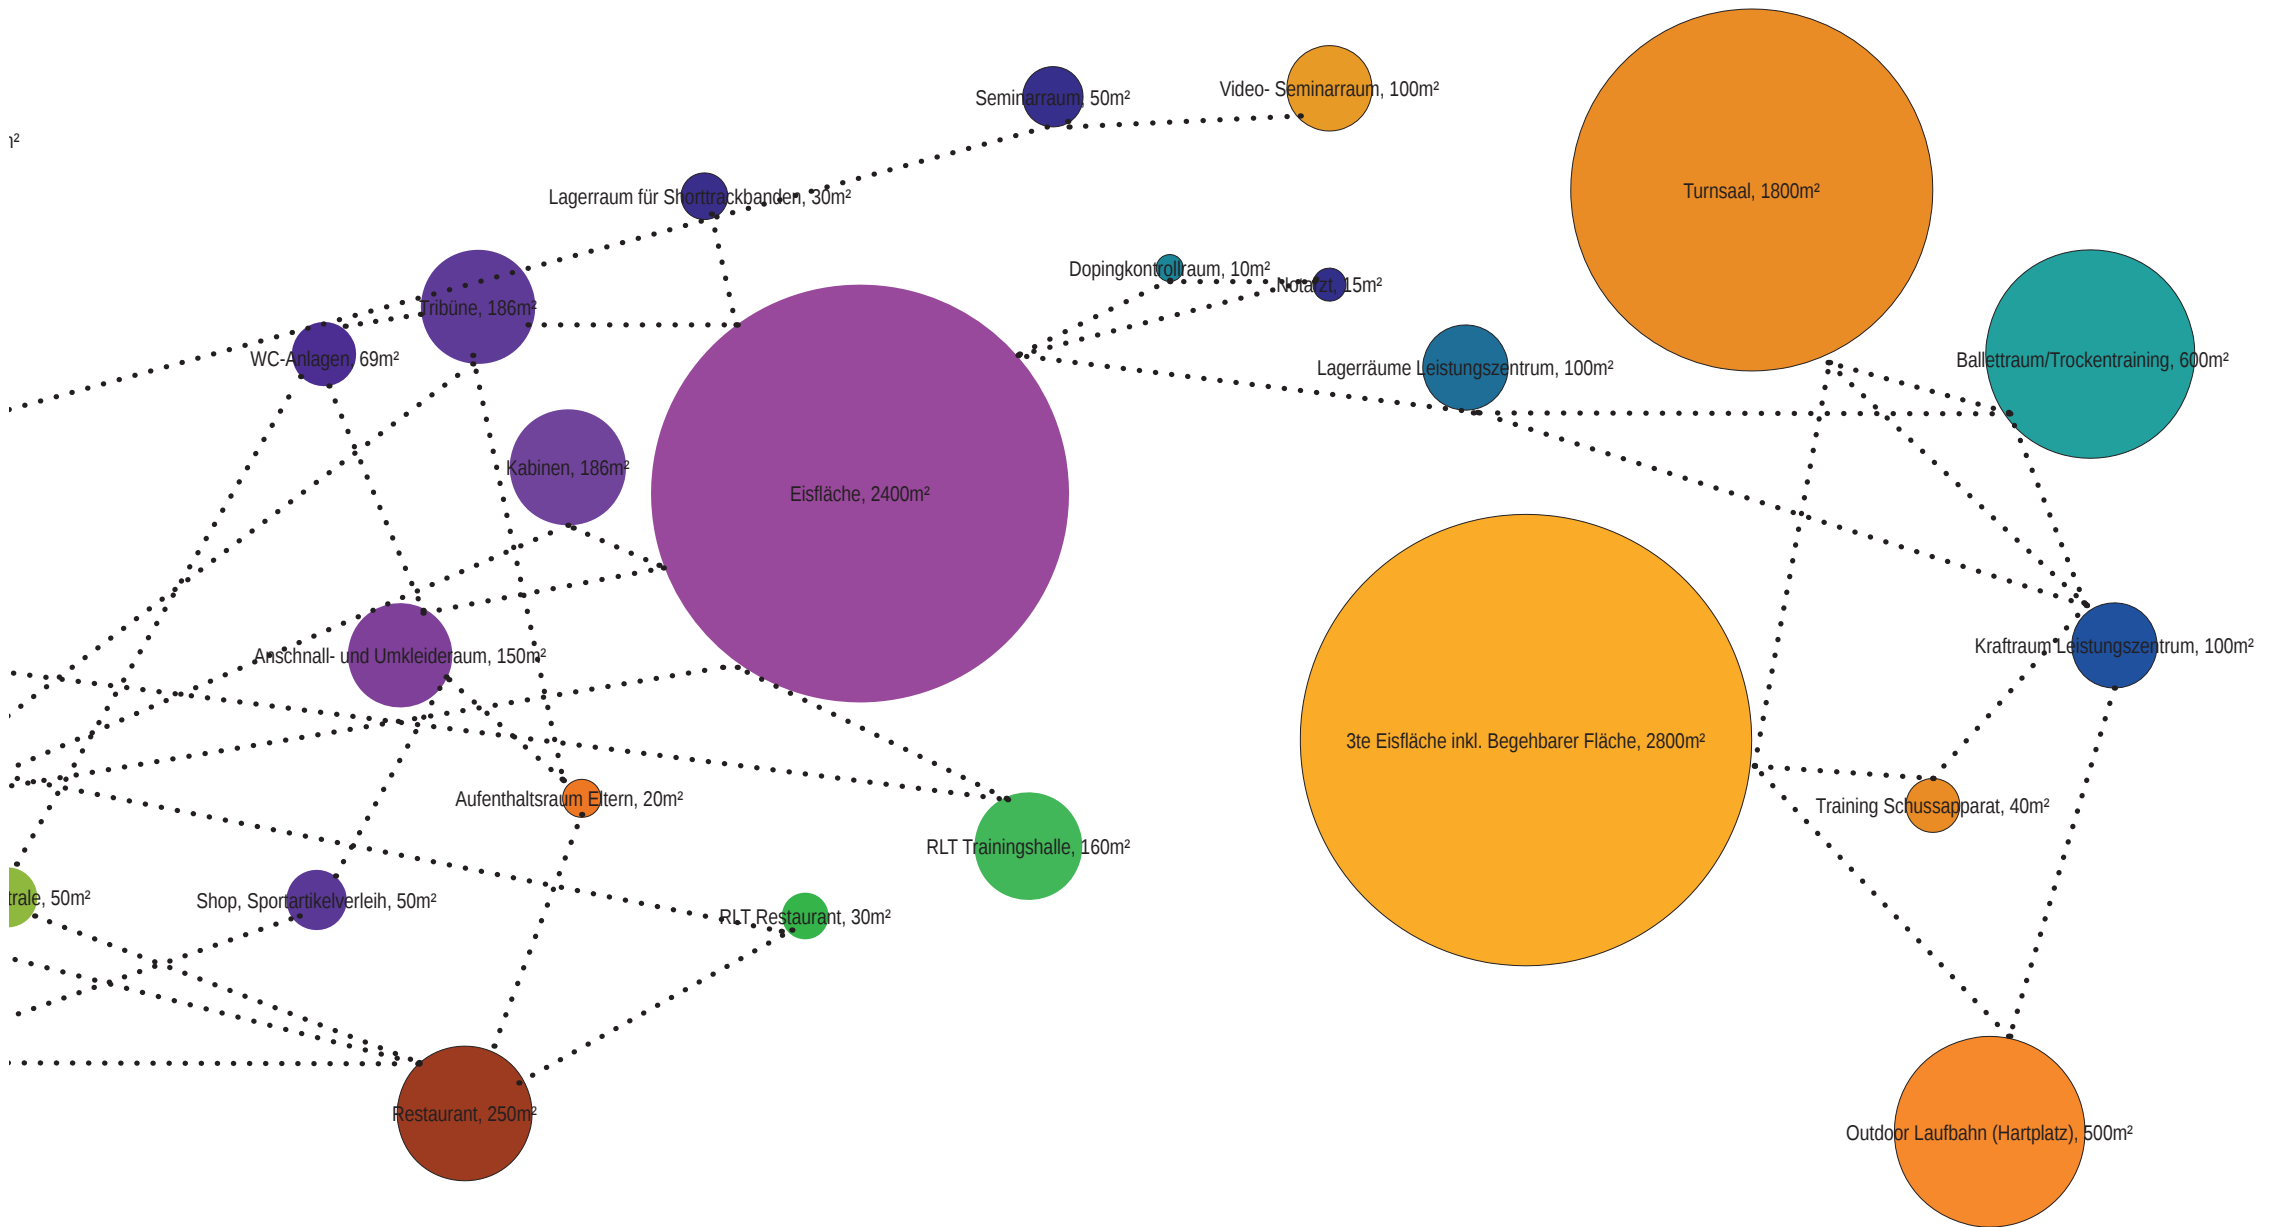 Seminarraum, 50m²
Video- Seminarraum, 100m²
m²
Lagerraum für Shorttrackbanden, 30m²
Turnsaal, 1800m²
Dopingkontrollraum, 10m²
Notarzt, 15m²
Tribüne, 186m²
WC-Anlagen, 69m²
Lagerräume Leistungszentrum, 100m²
Ballettraum/Trockentraining, 600m²
Kabinen, 186m²
Eisfläche, 2400m²
Anschnall- und Umkleideraum, 150m²
Kraftraum Leistungszentrum, 100m²
3te Eisfläche inkl. Begehbarer Fläche, 2800m²
Aufenthaltsraum Eltern, 20m²
Training Schussapparat, 40m²
RLT Trainingshalle, 160m²
trale, 50m²
Shop, Sportartikelverleih, 50m²
RLT Restaurant, 30m²
Restaurant, 250m²
Outdoor Laufbahn (Hartplatz), 500m²